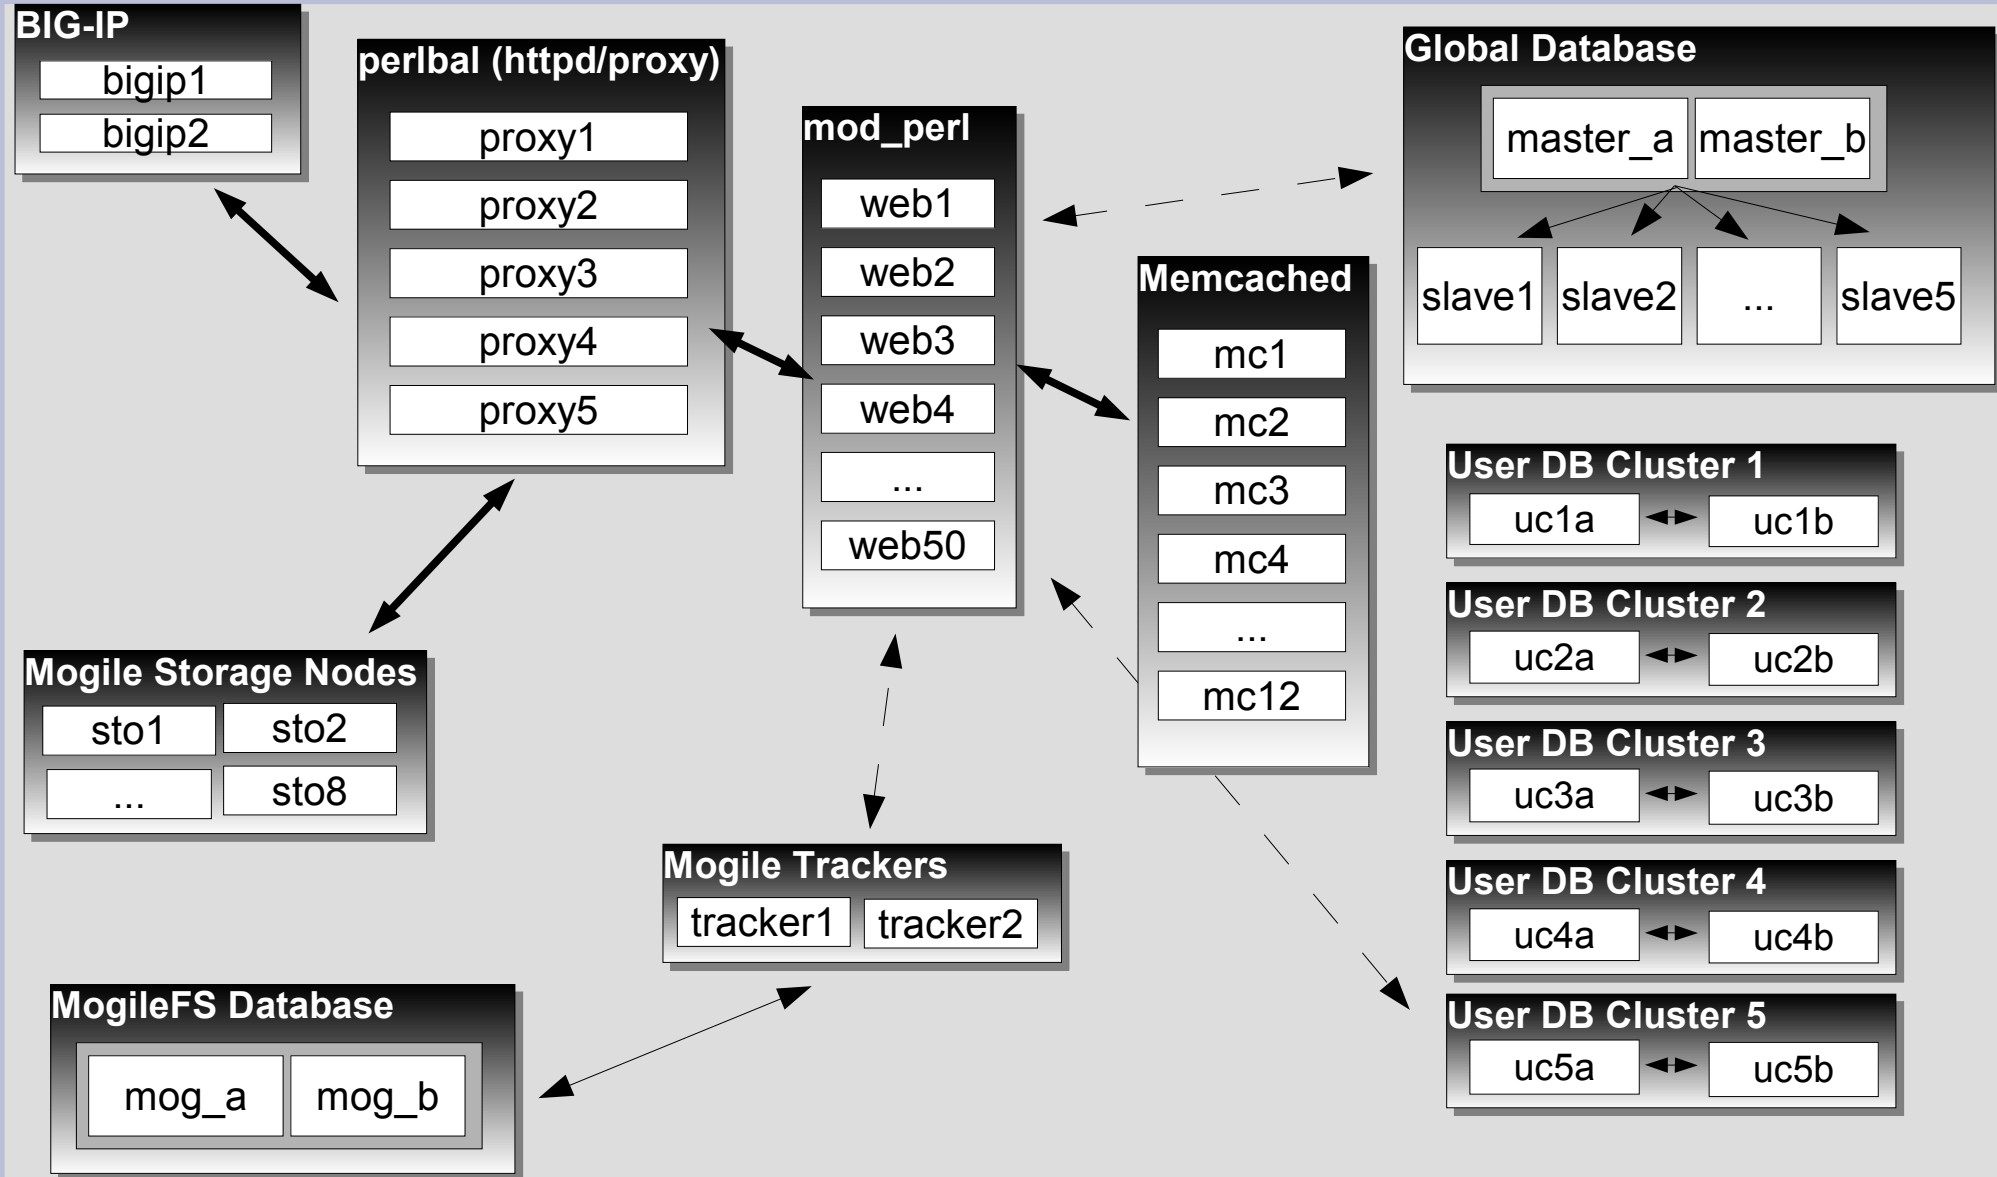 BIG-IP
bigip1
bigip2
perlbal (httpd/proxy)
proxy1
proxy2
proxy3
proxy4
proxy5
mod_perl
web1
web2
web3
web4
...
web50
Memcached
mc1
mc2
mc3
mc4
...
mc12
Global Database
master_a master_b
slave1 slave2 ... slave5
User DB Cluster 1
uc1a uc1b
User DB Cluster 2
uc2a uc2b
User DB Cluster 3
uc3a uc3b
User DB Cluster 4
uc4a uc4b
User DB Cluster 5
uc5a uc5b
Mogile Storage Nodes
sto1 sto2
... sto8
Mogile Trackers
tracker1 tracker2
MogileFS Database
mog_a mog_b